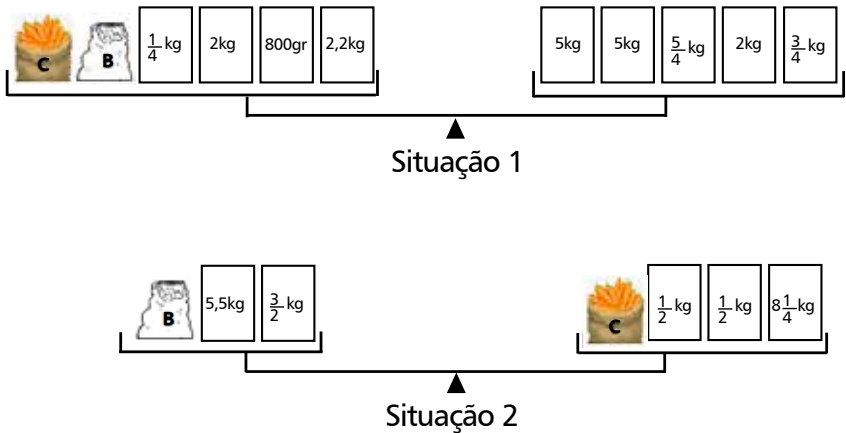 C B 1/4 kg 2kg 800gr 2,2kg 5kg 5kg 5/4 kg 2kg 3/4 kg
Situação 1
B 5,5kg 3/2 kg C 1/2 kg 1/2 kg 8 1/4 kg
Situação 2